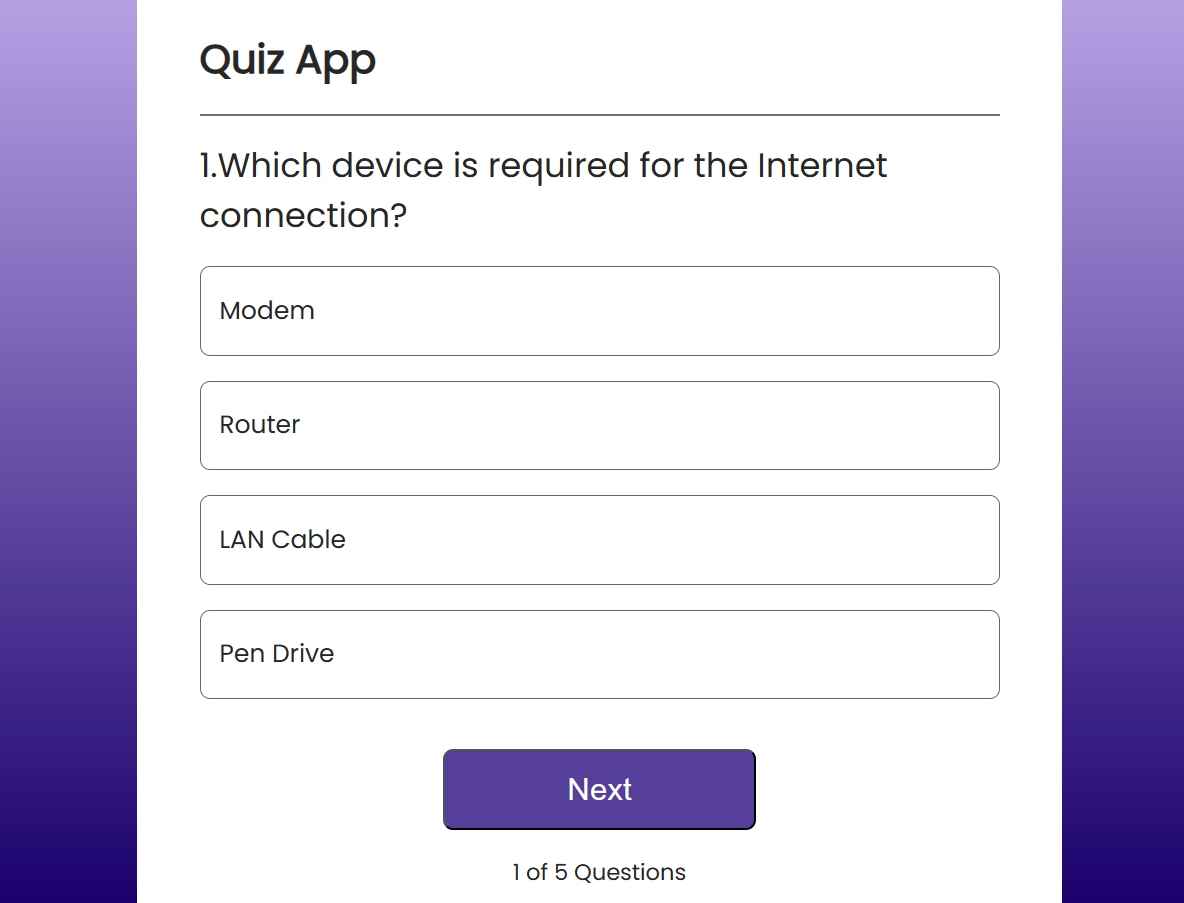 Quiz App
1.Which device is required for the Internet
connection?
Modem
Router
LAN Cable
Pen Drive
Next
1 of 5 Questions